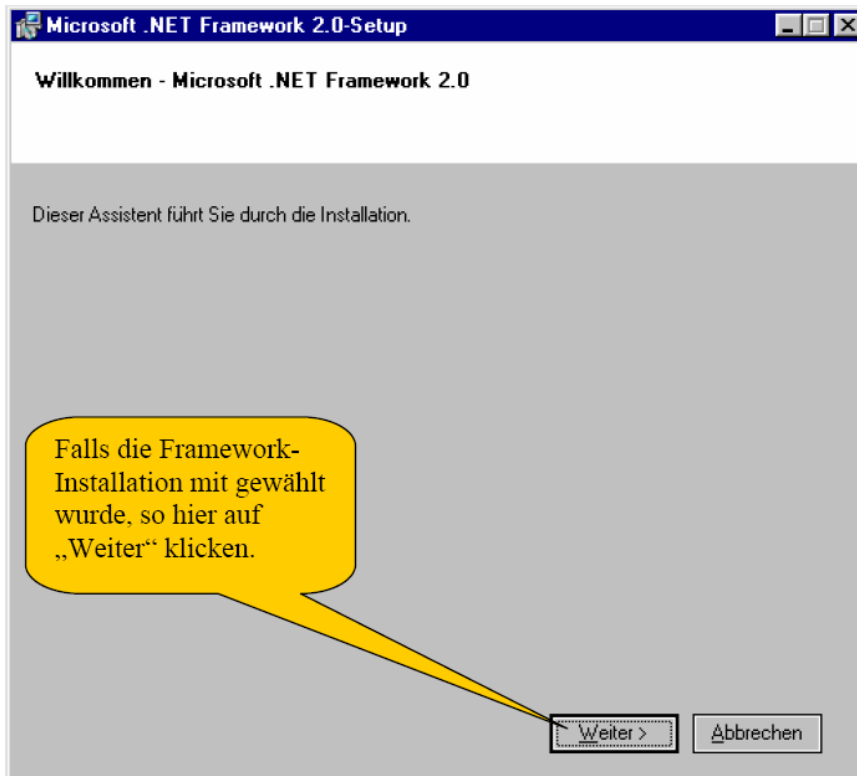 Microsoft .NET Framework 2.0-Setup
Willkommen - Microsoft .NET Framework 2.0
Dieser Assistent führt Sie durch die Installation.
Falls die Framework-
Installation mit gewählt
wurde, so hier auf
„Weiter“ klicken.
Weiter >
Abbrechen